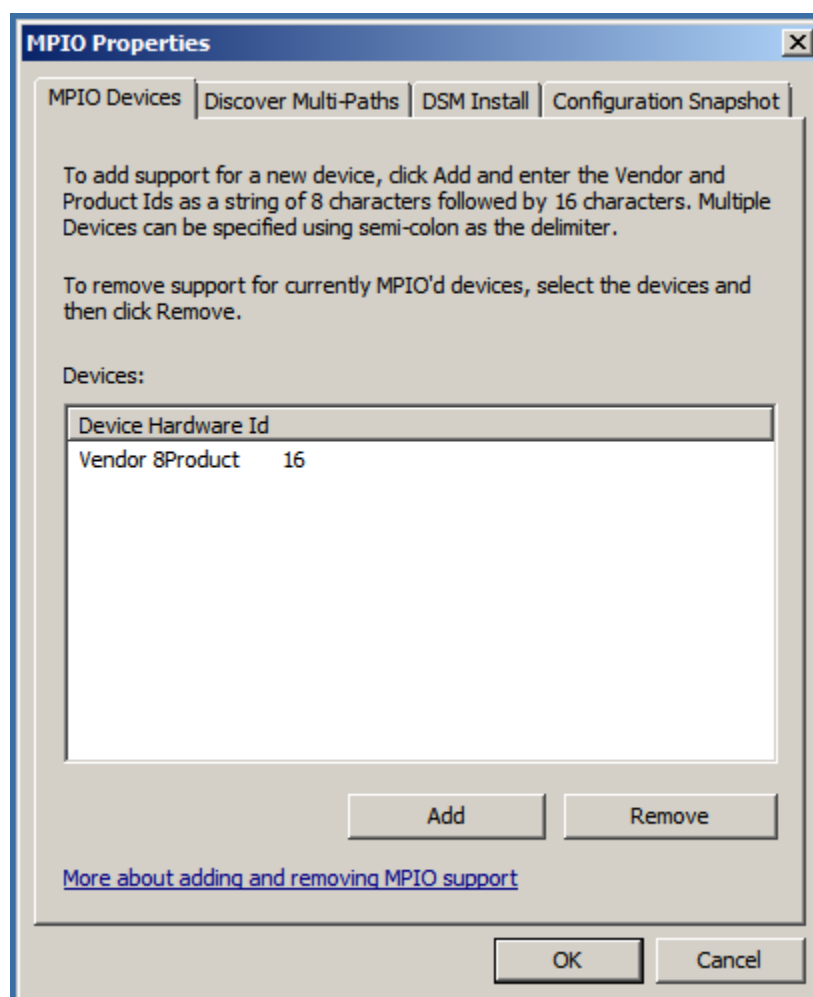 MPIO Properties
MPIO Devices
Discover Multi-Paths
DSM Install
Configuration Snapshot
To add support for a new device, click Add and enter the Vendor and
Product Ids as a string of 8 characters followed by 16 characters. Multiple
Devices can be specified using semi-colon as the delimiter.
To remove support for currently MPIO'd devices, select the devices and
then click Remove.
Devices:
Device Hardware Id
Vendor 8Product      16
Add
Remove
More about adding and removing MPIO support
OK
Cancel